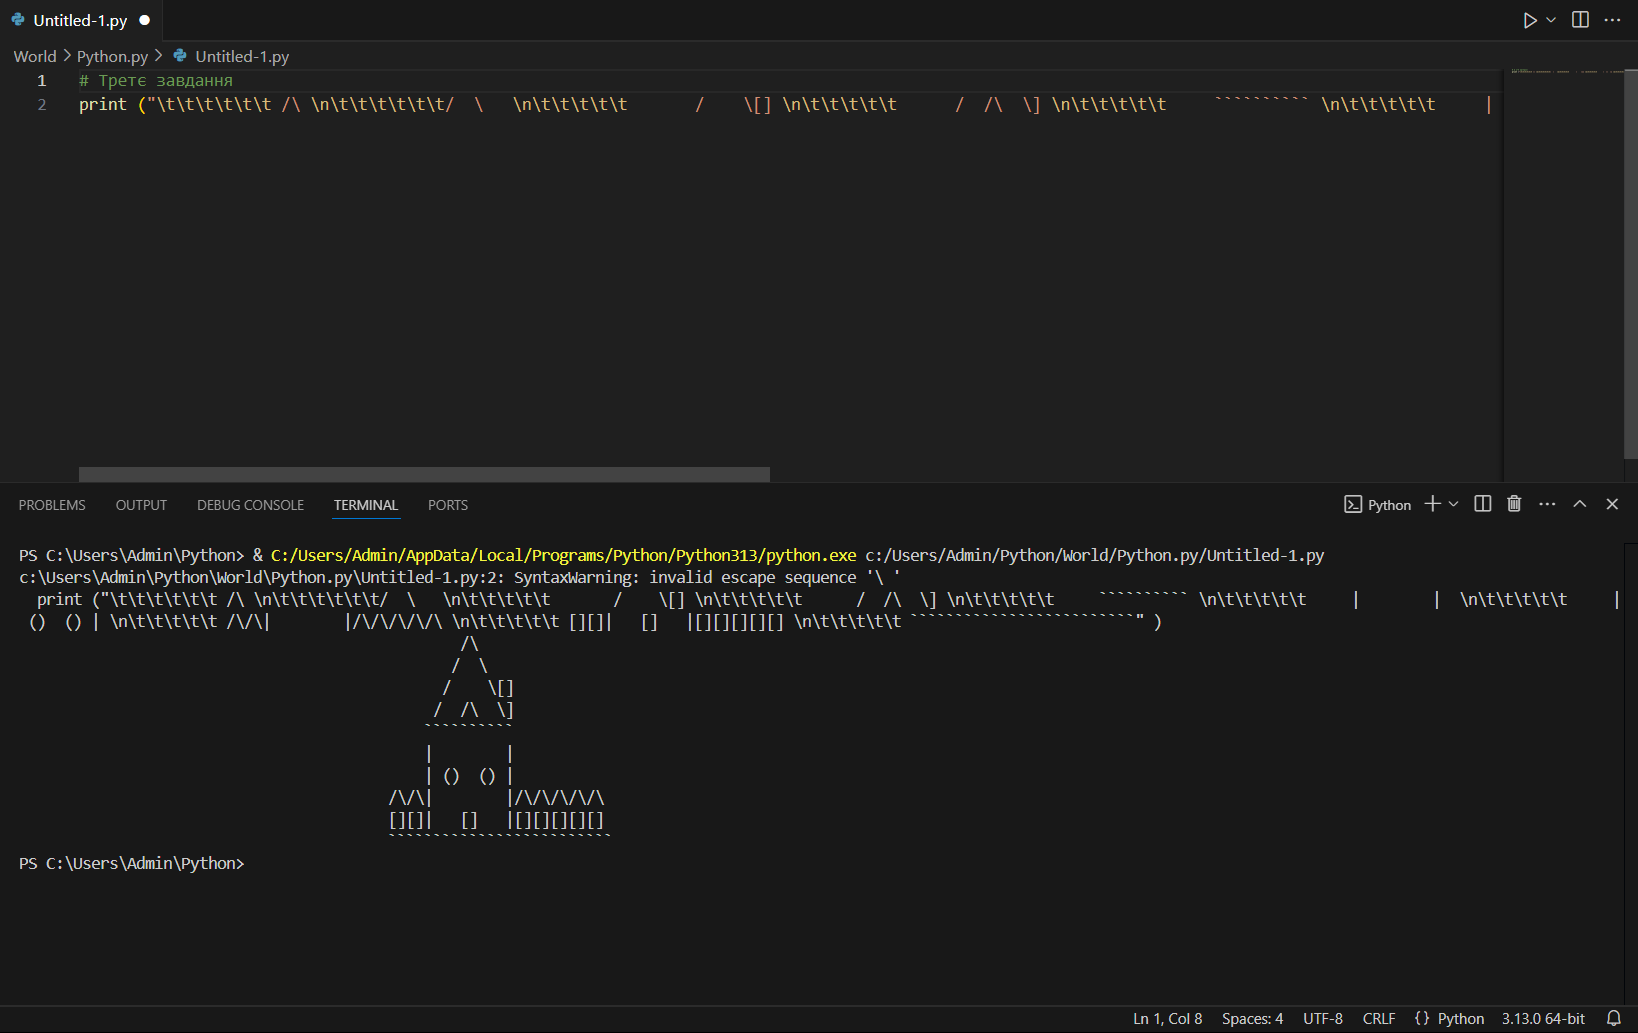 Untitled-1.py
World > Python.py > Untitled-1.py
1 # Третє завдання
2 print ("\t\t\t\t\t\t /\ \n\t\t\t\t\t\t/  \   \n\t\t\t\t\t       /    \[] \n\t\t\t\t\t      /  /\  \] \n\t\t\t\t\t     `````````` \n\t\t\t\t\t     |
PROBLEMS OUTPUT DEBUG CONSOLE TERMINAL PORTS Python
PS C:\Users\Admin\Python> & C:/Users/Admin/AppData/Local/Programs/Python/Python313/python.exe c:/Users/Admin/Python/World/Python.py/Untitled-1.py
c:\Users\Admin\Python\World\Python.py\Untitled-1.py:2: SyntaxWarning: invalid escape sequence '\ '
  print ("\t\t\t\t\t\t /\ \n\t\t\t\t\t\t/  \   \n\t\t\t\t\t       /    \[] \n\t\t\t\t\t      /  /\  \] \n\t\t\t\t\t     `````````` \n\t\t\t\t\t     |        |  \n\t\t\t\t\t     |
 ()  () | \n\t\t\t\t\t /\/\|        |/\/\/\/\/\ \n\t\t\t\t\t [][]|   []   |[][][][][] \n\t\t\t\t\t `````````````````````````" )
                                                 /\
                                                /  \
                                               /    \[]
                                              /  /\  \]
                                             ``````````
                                             |        |
                                             | ()  () |
                                         /\/\|        |/\/\/\/\/\
                                         [][]|   []   |[][][][][]
                                         `````````````````````````
PS C:\Users\Admin\Python>
Ln 1, Col 8 Spaces: 4 UTF-8 CRLF {} Python 3.13.0 64-bit